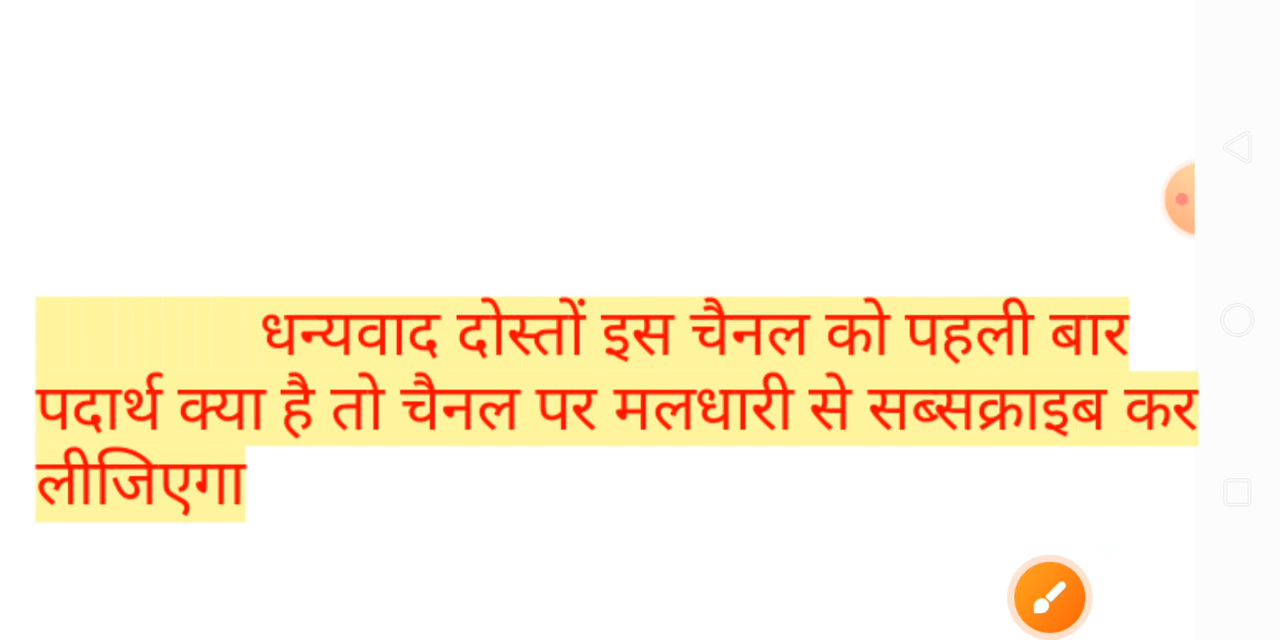 धन्यवाद दोस्तों इस चैनल को पहली बार
पदार्थ क्या है तो चैनल पर मलधारी से सब्सक्राइब कर
लीजिएगा